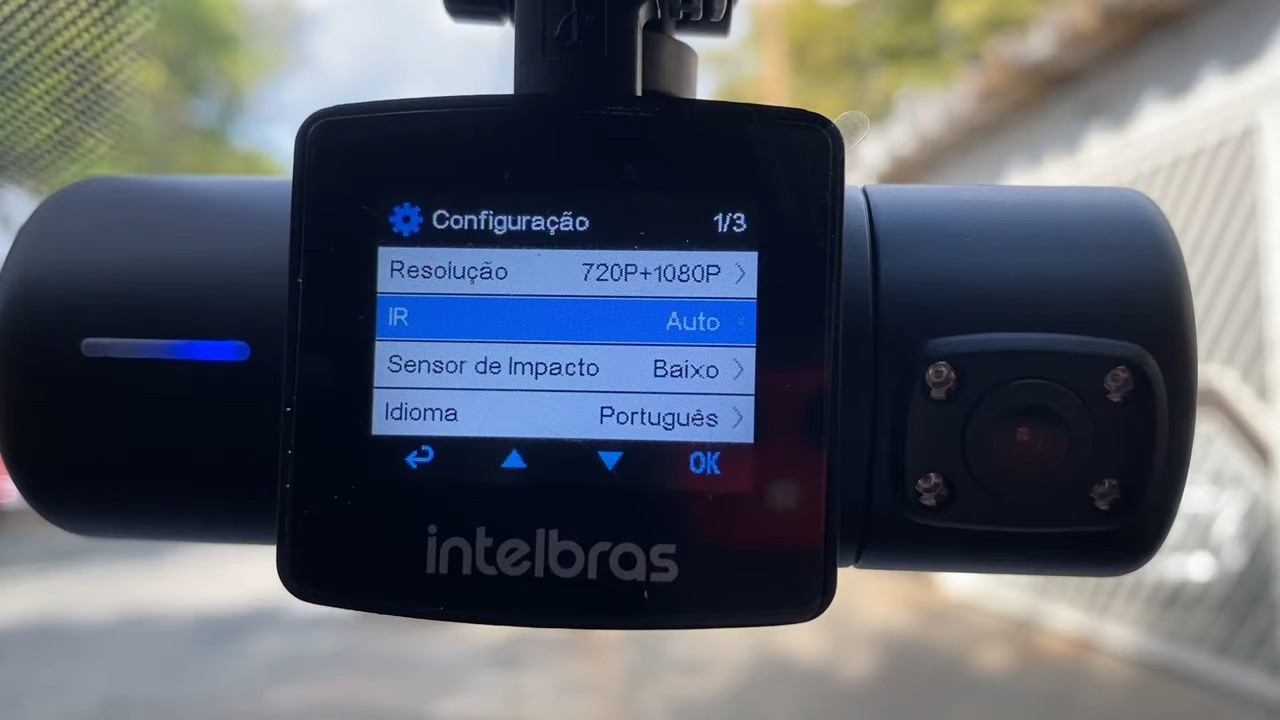 Configuração 1/3
Resolução 720P+1080P
IR Auto
Sensor de Impacto Baixo
Idioma Português
OK
intelbras